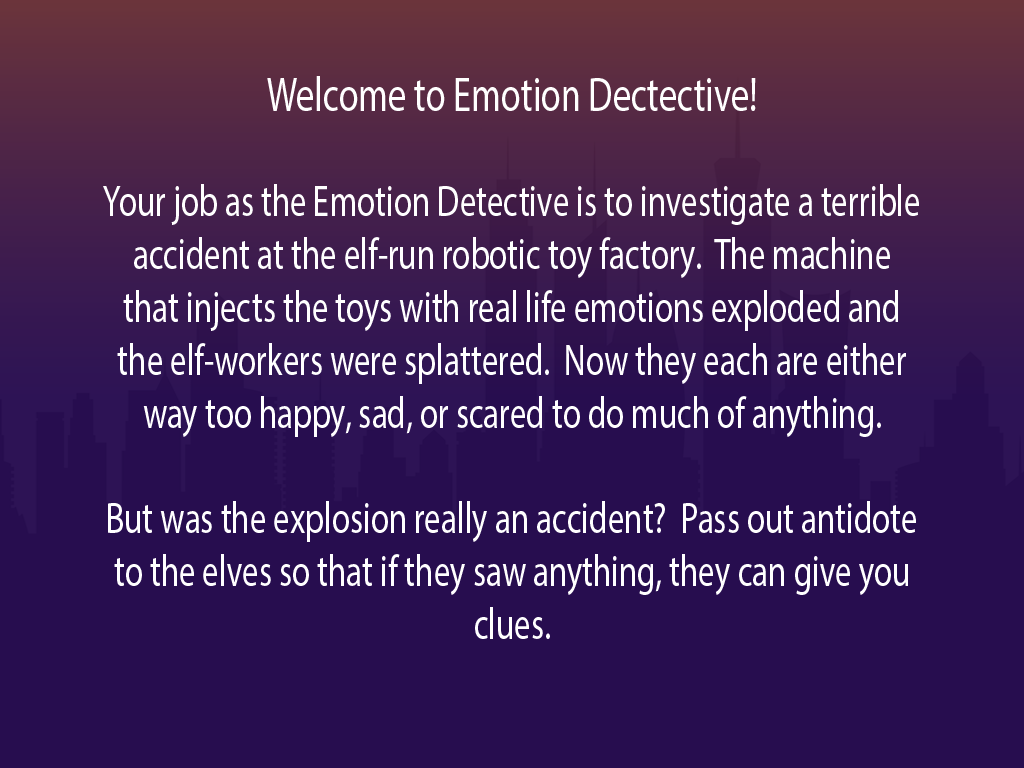 Welcome to Emotion Dectective!
Your job as the Emotion Detective is to investigate a terrible
accident at the elf-run robotic toy factory.  The machine
that injects the toys with real life emotions exploded and
the elf-workers were splattered.  Now they each are either
way too happy, sad, or scared to do much of anything.
But was the explosion really an accident?  Pass out antidote
to the elves so that if they saw anything, they can give you
clues.